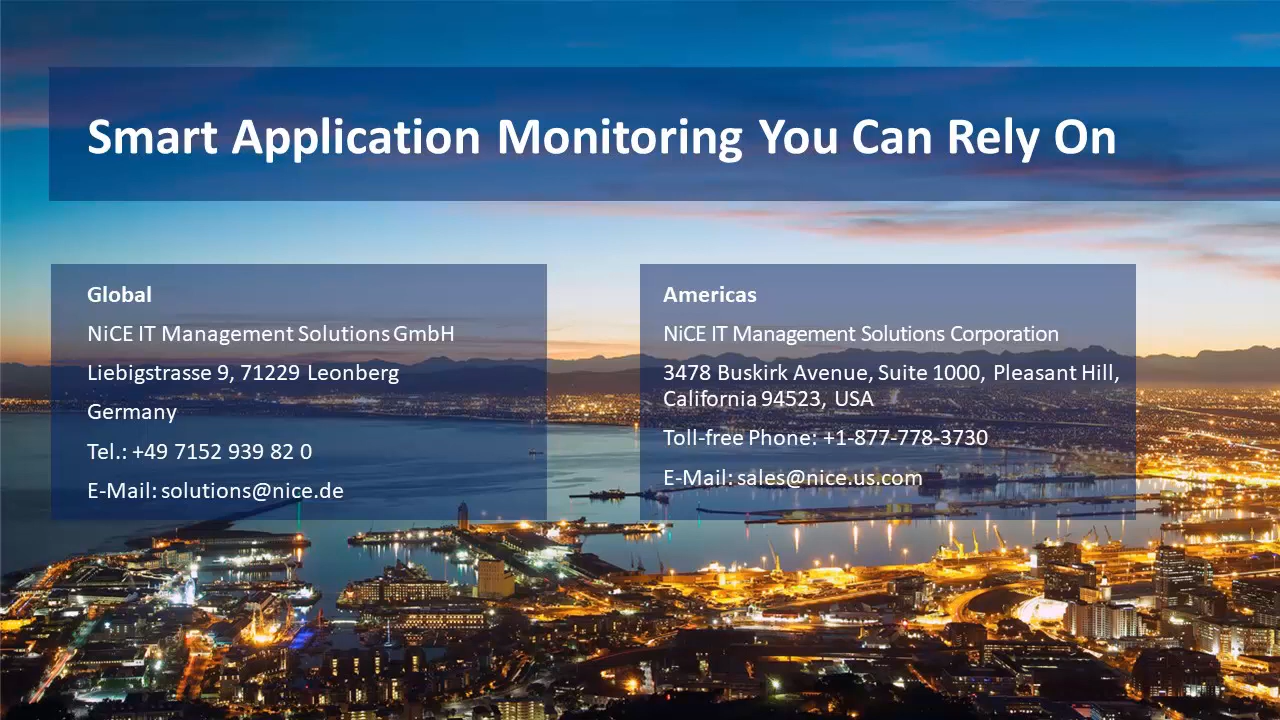 Smart Application Monitoring You Can Rely On
Global
NiCE IT Management Solutions GmbH
Liebigstrasse 9, 71229 Leonberg
Germany
Tel.: +49 7152 939 82 0
E-Mail: solutions@nice.de
Americas
NiCE IT Management Solutions Corporation
3478 Buskirk Avenue, Suite 1000, Pleasant Hill,
California 94523, USA
Toll-free Phone: +1-877-778-3730
E-Mail: sales@nice.us.com